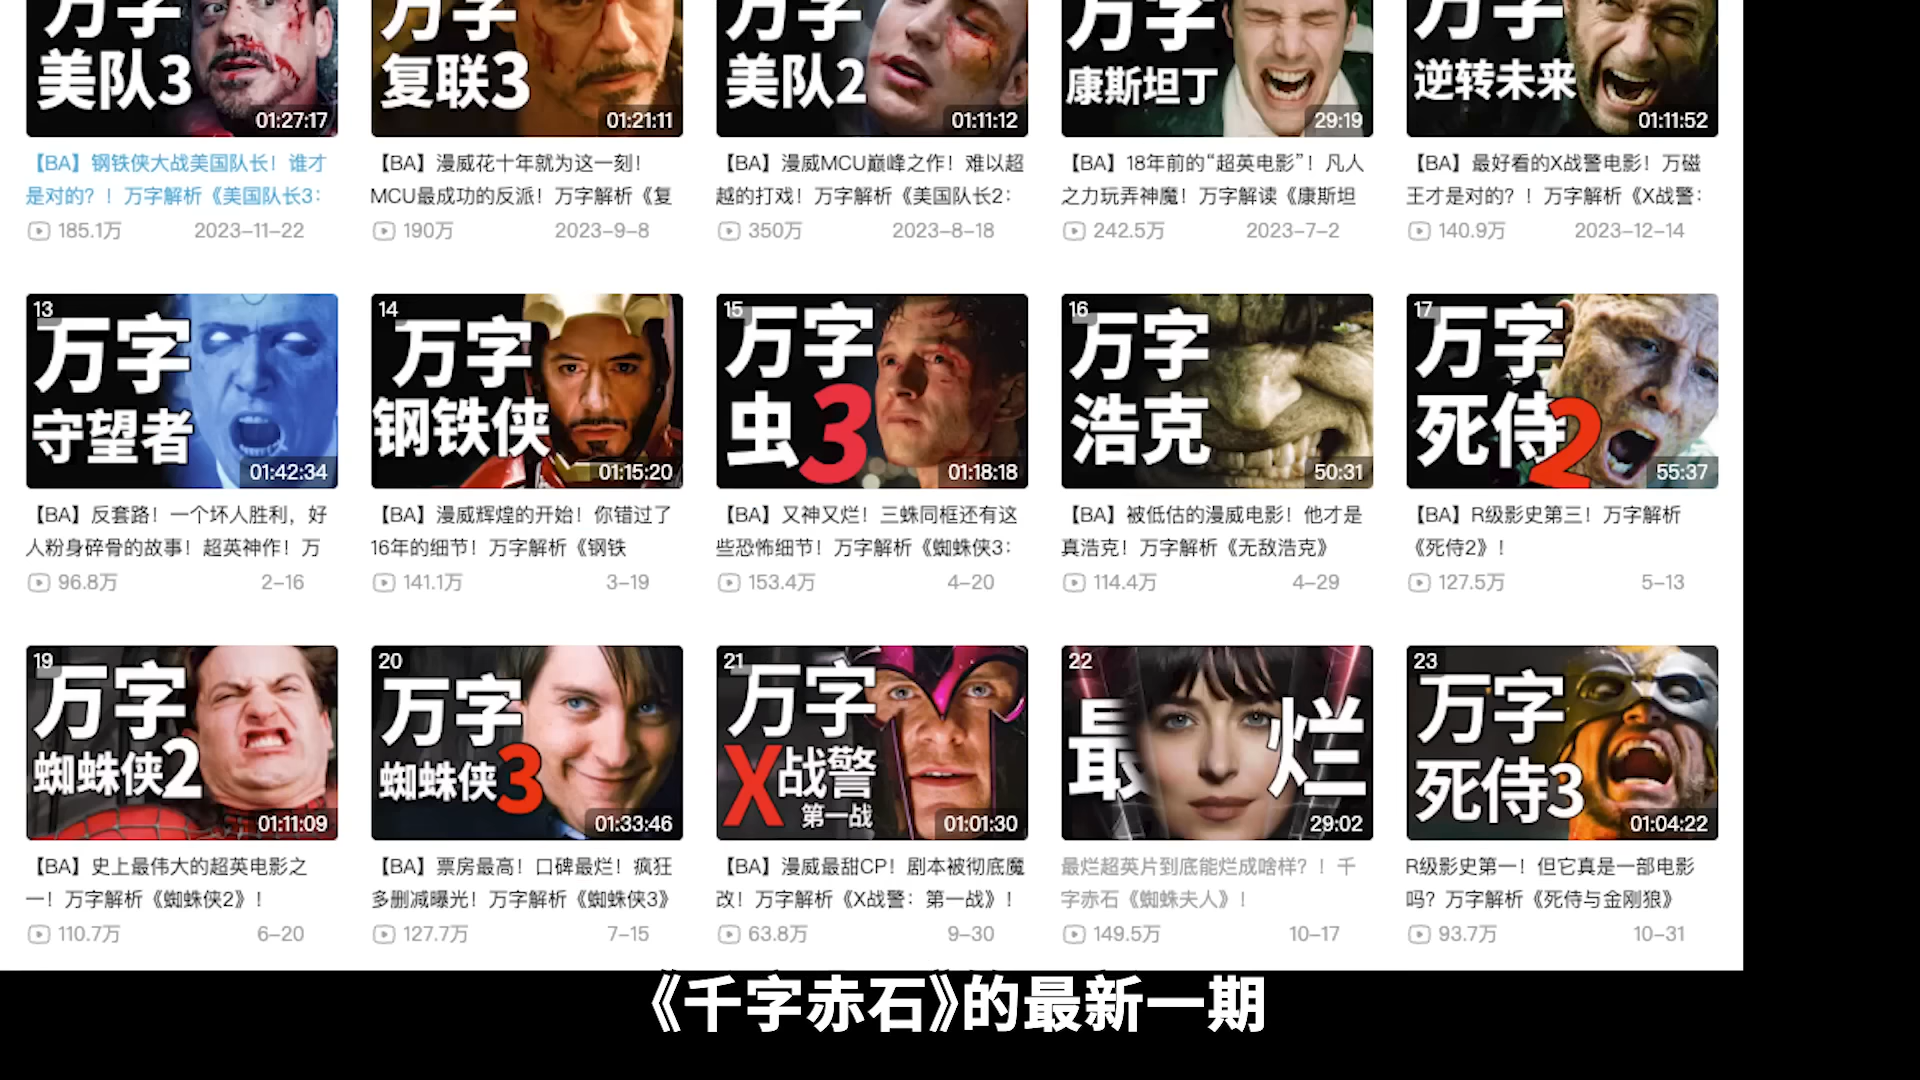 万字
美队3
01:27:17
万字
复联3
01:21:11
万字
美队2
01:11:12
万字
康斯坦丁
29:19
万字
逆转未来
01:11:52
【BA】钢铁侠大战美国队长！谁才
是对的？！万字解析《美国队长3：
185.1万 2023-11-22
【BA】漫威花十年就为这一刻！
MCU最成功的反派！万字解析《复
190万 2023-9-8
【BA】漫威MCU巅峰之作！难以超
越的打戏！万字解析《美国队长2：
350万 2023-8-18
【BA】18年前的“超英电影”！凡人
之力玩弄神魔！万字解读《康斯坦
242.5万 2023-7-2
【BA】最好看的X战警电影！万磁
王才是对的？！万字解析《X战警：
140.9万 2023-12-14
13
万字
守望者
01:42:34
14
万字
钢铁侠
01:15:20
15
万字
虫3
01:18:18
16
万字
浩克
50:31
17
万字
死侍2
55:37
【BA】反套路！一个坏人胜利，好
人粉身碎骨的故事！超英神作！万
96.8万 2-16
【BA】漫威辉煌的开始！你错过了
16年的细节！万字解析《钢铁
141.1万 3-19
【BA】又神又烂！三蛛同框还有这
些恐怖细节！万字解析《蜘蛛侠3：
153.4万 4-20
【BA】被低估的漫威电影！他才是
真浩克！万字解析《无敌浩克》
114.4万 4-29
【BA】R级影史第三！万字解析
《死侍2》！
127.5万 5-13
19
万字
蜘蛛侠2
01:11:09
20
万字
蜘蛛侠3
01:33:46
21
万字
X战警
第一战
01:01:30
22
最烂
29:02
23
万字
死侍3
01:04:22
【BA】史上最伟大的超英电影之
一！万字解析《蜘蛛侠2》！
110.7万 6-20
【BA】票房最高！口碑最烂！疯狂
多删减曝光！万字解析《蜘蛛侠3》
127.7万 7-15
【BA】漫威最甜CP！剧本被彻底魔
改！万字解析《X战警：第一战》！
63.8万 9-30
最烂超英片到底能烂成啥样？！千
字赤石《蜘蛛夫人》！
149.5万 10-17
R级影史第一！但它真是一部电影
吗？万字解析《死侍与金刚狼》
93.7万 10-31
《千字赤石》的最新一期